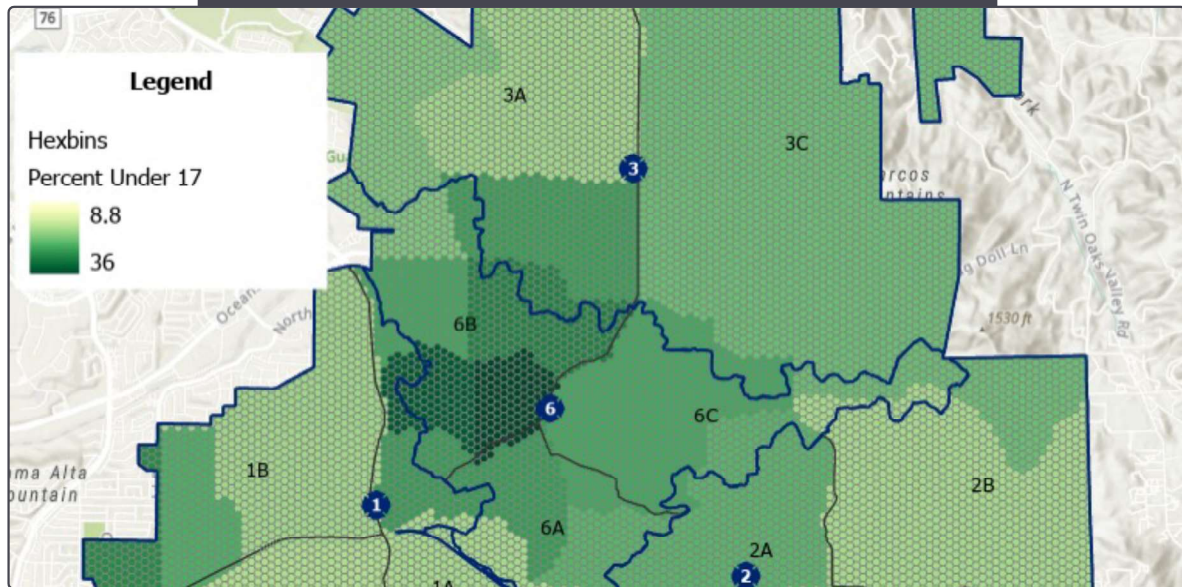 76
Legend
Hexbins
Percent Under 17
8.8
36
3A
3C
3
6B
6
6C
1B
1
6A
2A
2
2B
1A
N Twin Oaks Valley Rd
1530 ft
North